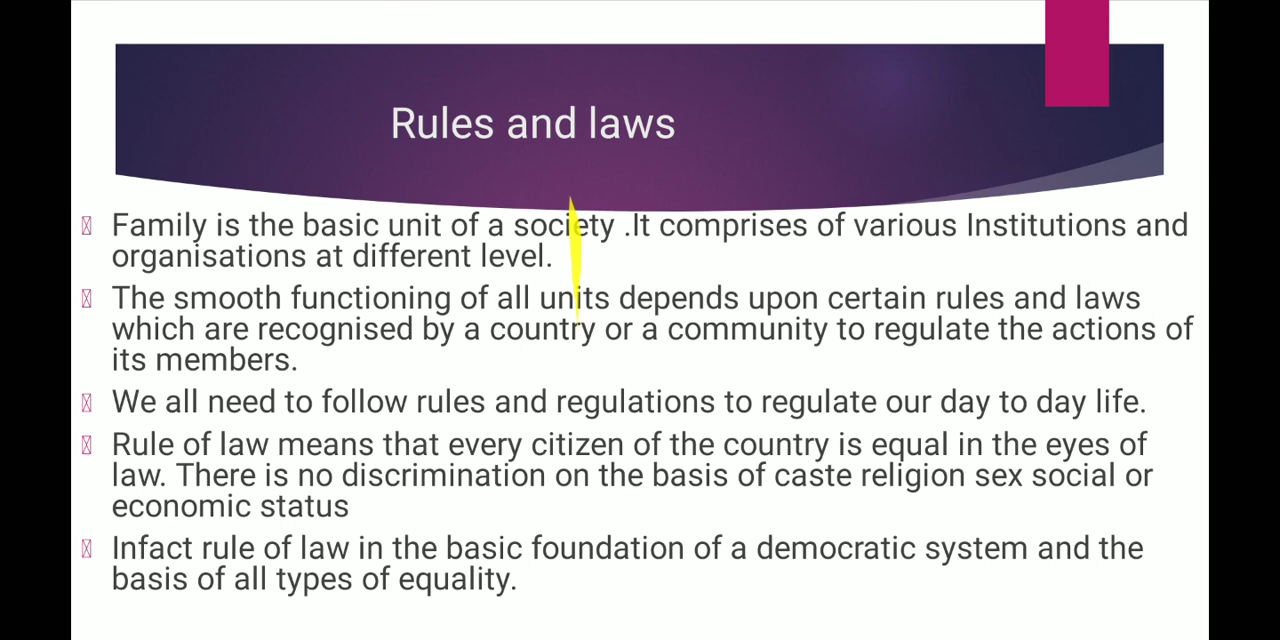 Rules and laws
Family is the basic unit of a society .It comprises of various Institutions and
organisations at different level.
The smooth functioning of all units depends upon certain rules and laws
which are recognised by a country or a community to regulate the actions of
its members.
We all need to follow rules and regulations to regulate our day to day life.
Rule of law means that every citizen of the country is equal in the eyes of
law. There is no discrimination on the basis of caste religion sex social or
economic status
Infact rule of law in the basic foundation of a democratic system and the
basis of all types of equality.